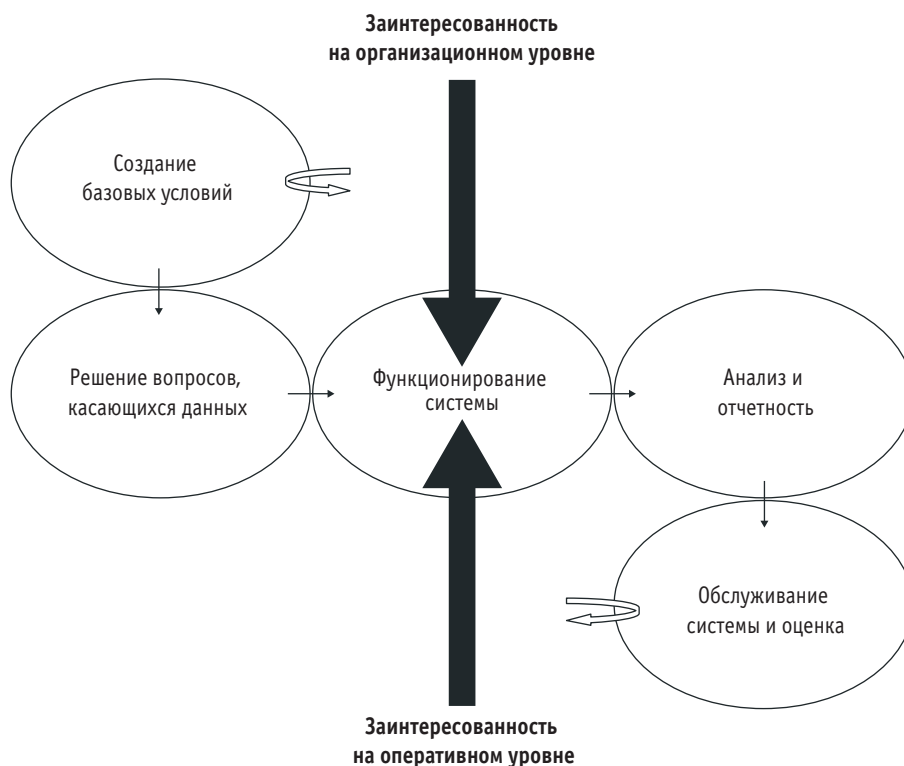 Заинтересованность
на организационном уровне
Создание
базовых условий
Решение вопросов,
касающихся данных
Функционирование
системы
Анализ и
отчетность
Обслуживание
системы и оценка
Заинтересованность
на оперативном уровне